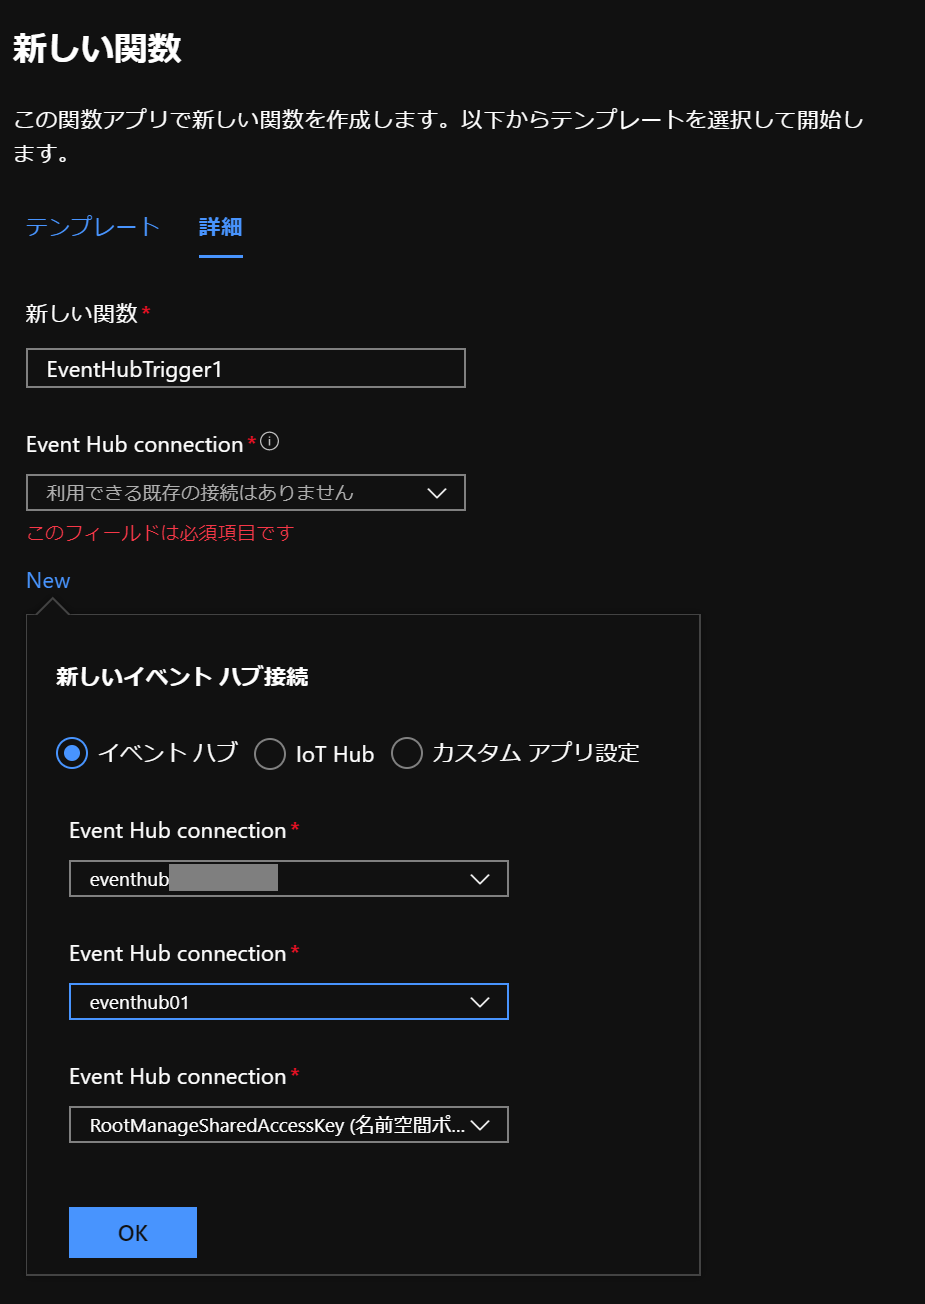 新しい関数
この関数アプリで新しい関数を作成します。以下からテンプレートを選択して開始し
ます。
テンプレート 詳細
新しい関数 *
EventHubTrigger1
Event Hub connection *
利用できる既存の接続はありません
このフィールドは必須項目です
New
新しいイベント ハブ接続
イベント ハブ IoT Hub カスタム アプリ設定
Event Hub connection *
eventhub
Event Hub connection *
eventhub01
Event Hub connection *
RootManageSharedAccessKey (名前空間ポ...
OK